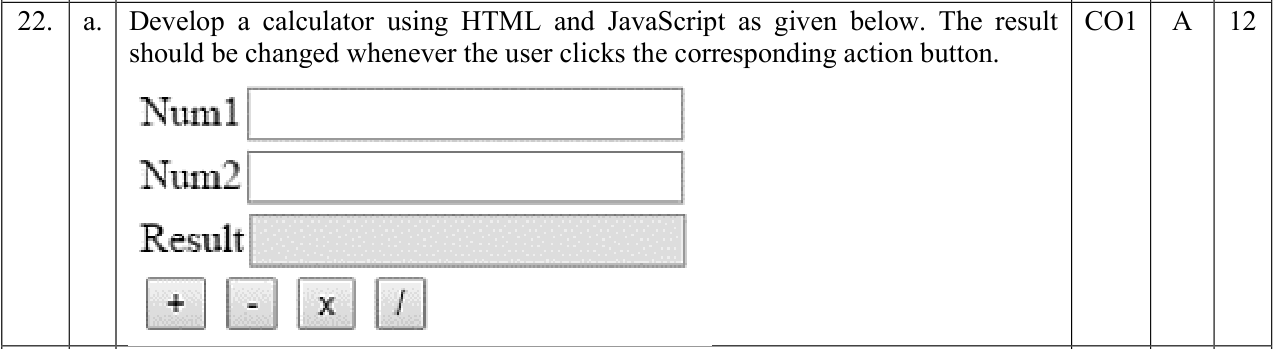 22. a. Develop a calculator using HTML and JavaScript as given below. The result CO1 A 12
should be changed whenever the user clicks the corresponding action button.
Num1
Num2
Result
+ - x /